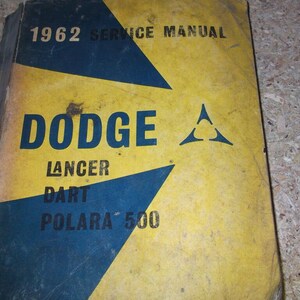 1962 SERVICE MANUAL
DODGE
LANCER
DART
POLARA 500